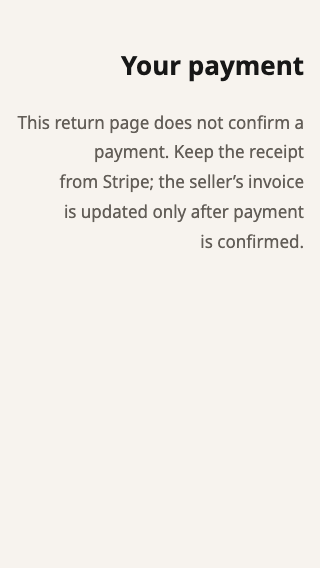 Your payment
This return page does not confirm a
payment. Keep the receipt
from Stripe; the seller’s invoice
is updated only after payment
is confirmed.